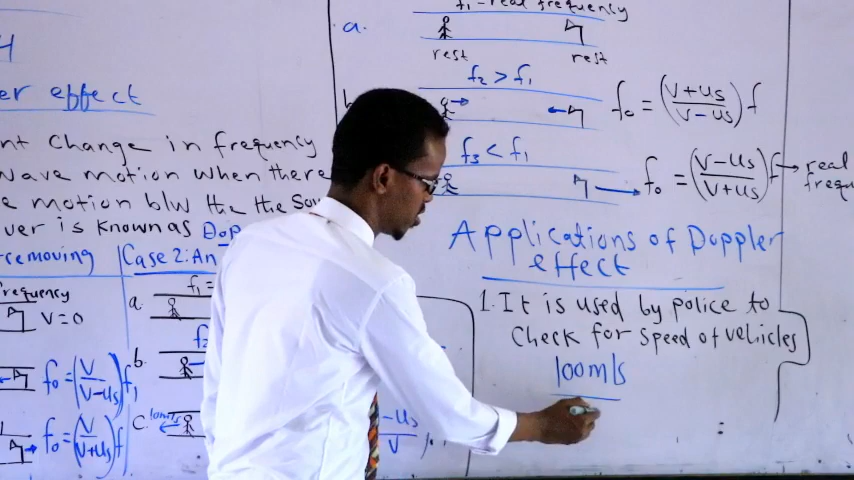 H
er effect
nt Change in frequency
wave motion when there
e motion b/w the the Sou
ver is known as Dop
removing
Case 2: An
frequency
V=0
f₀ = (V/V-uₛ) f₁
f₀ = (V/V+uₛ) f
a.
f₁ =
b.
f₂
C.
10m/s
-uₛ/V
f₁-real frequency
a.
rest
rest
f₂ > f₁
f₀ = (V+uₛ/V-uₛ) f
f₃ < f₁
f₀ = (V-uₛ/V+uₛ) f → real
frequ
Applications of Doppler
effect
1. It is used by police to
Check for Speed of vehicles
100m/s